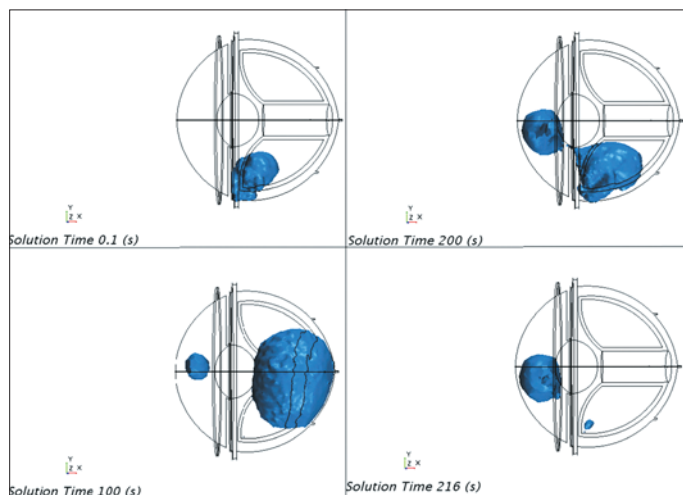 Y
Z X
Solution Time 0.1 (s)
Y
Z X
Solution Time 200 (s)
Y
Z X
Solution Time 100 (s)
Y
Z X
Solution Time 216 (s)